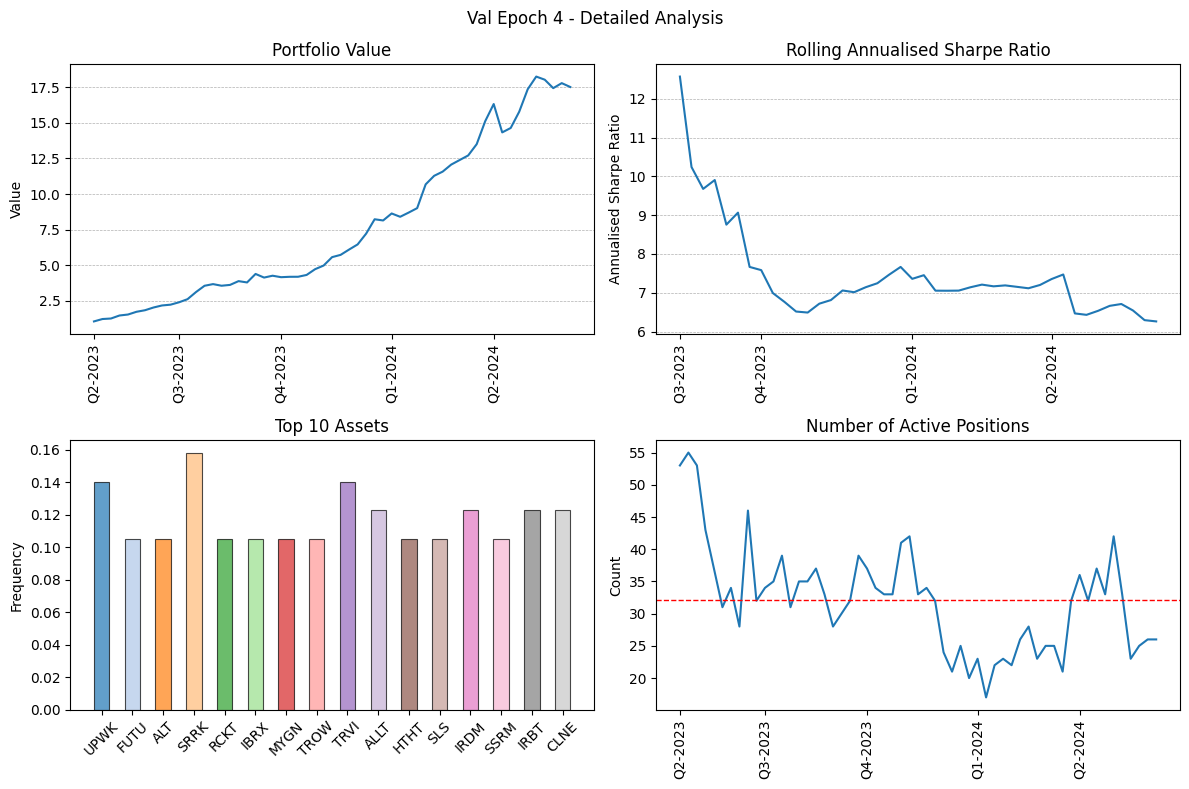 Val Epoch 4 - Detailed Analysis
Portfolio Value
Value
17.5
15.0
12.5
10.0
7.5
5.0
2.5
Q2-2023
Q3-2023
Q4-2023
Q1-2024
Q2-2024
Rolling Annualised Sharpe Ratio
Annualised Sharpe Ratio
12
11
10
9
8
7
6
Q3-2023
Q4-2023
Q1-2024
Q2-2024
Top 10 Assets
Frequency
0.16
0.14
0.12
0.10
0.08
0.06
0.04
0.02
0.00
UPWK
FUTU
ALT
SRRK
RCKT
IBRX
MYGN
TROW
TRVI
ALLT
HTHT
SLS
IRDM
SSRM
IRBT
CLNE
Number of Active Positions
Count
55
50
45
40
35
30
25
20
Q2-2023
Q3-2023
Q4-2023
Q1-2024
Q2-2024